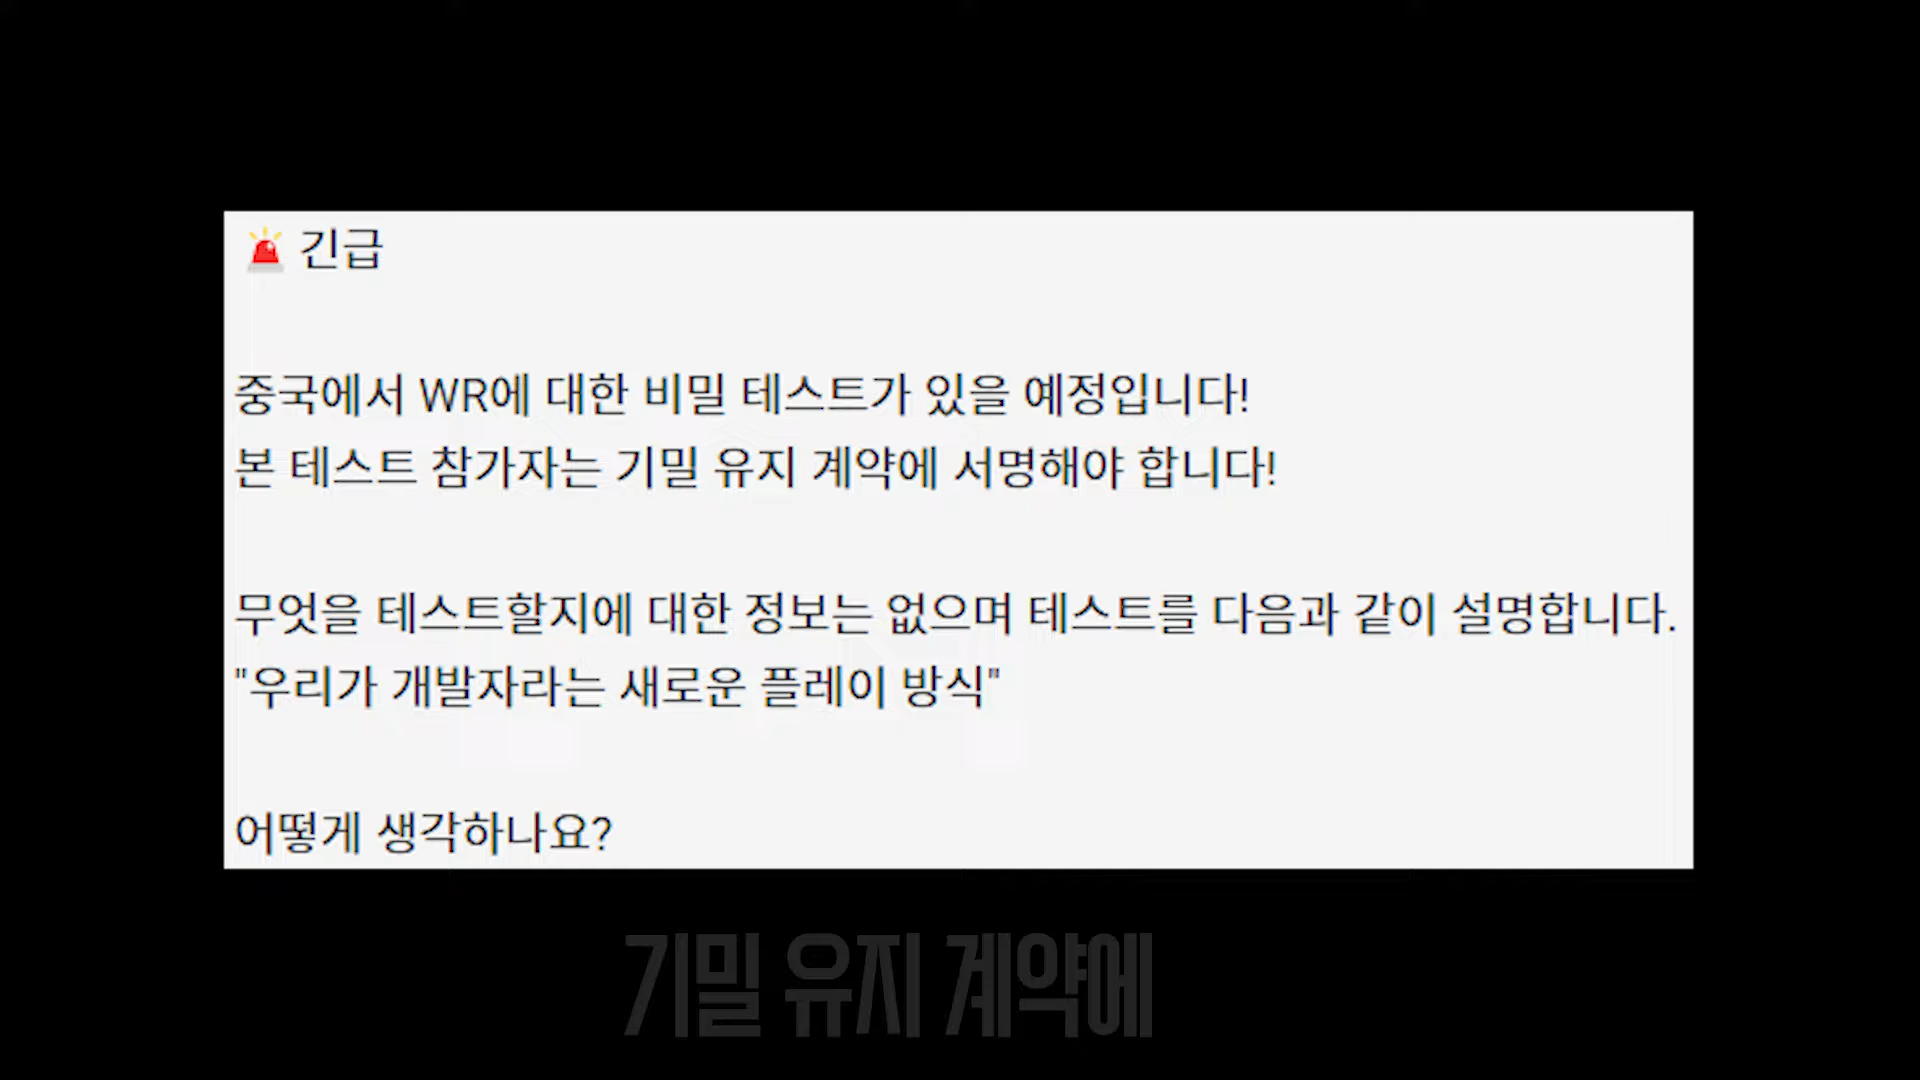 🚨 긴급
중국에서 WR에 대한 비밀 테스트가 있을 예정입니다!
본 테스트 참가자는 기밀 유지 계약에 서명해야 합니다!
무엇을 테스트할지에 대한 정보는 없으며 테스트를 다음과 같이 설명합니다.
"우리가 개발자라는 새로운 플레이 방식"
어떻게 생각하나요?
기밀 유지 계약에